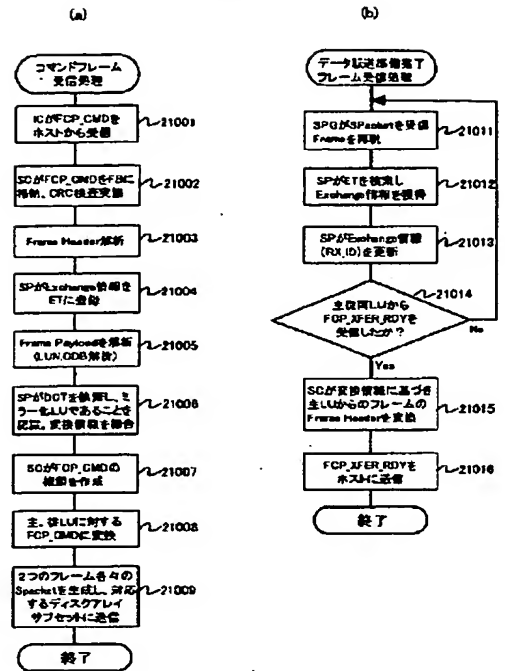 (a)
コマンドフレーム
受信処理
ICがFCP_CMDを
ホストから受信
21001
SCがFCP_CMDをFBに
格納、CRC検査実施
21002
Frame Header解析
21003
SPがExchange情報を
ETに登録
21004
Frame Payloadを解析
(LUN,CDB解析)
21005
SPがDCTを検索し、ミ
ラー化LUであることを
認識。変換情報を
21006
SCがFCP_CMDの
複製を作成
21007
主、従LUに対する
FCP_CMDに変換
21008
2つのフレーム各々の
Spacketを生成し、対応
するディスクアレイ
サブセットに送信
21009
終了
(b)
データ転送準備完了
フレーム受信処理
SPGがSPacketを受信
Frameを
21011
SPがETを検索し
Exchange情報を獲得
21012
SPがExchange情報
(RX_ID)を更新
21013
主従両LUから
FCP_XFER_RDYを
受信したか?
21014
No
Yes
SCが変換情報に基づき
主LUからのフレームの
Frame Headerを変換
21015
FCP_XFER_RDYを
ホストに送信
21016
終了